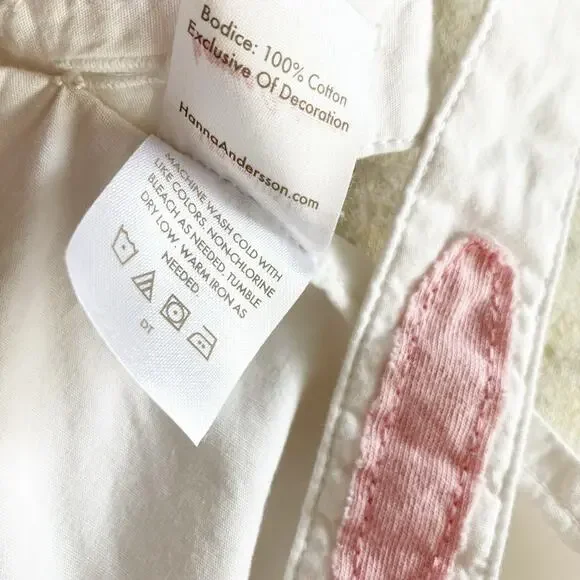 Bodice: 100% Cotton
Exclusive Of Decoration
HannaAndersson.com
MACHINE WASH COLD WITH
LIKE COLORS. NONCHLORINE
BLEACH AS NEEDED. TUMBLE
DRY LOW. WARM IRON AS
NEEDED.
DT